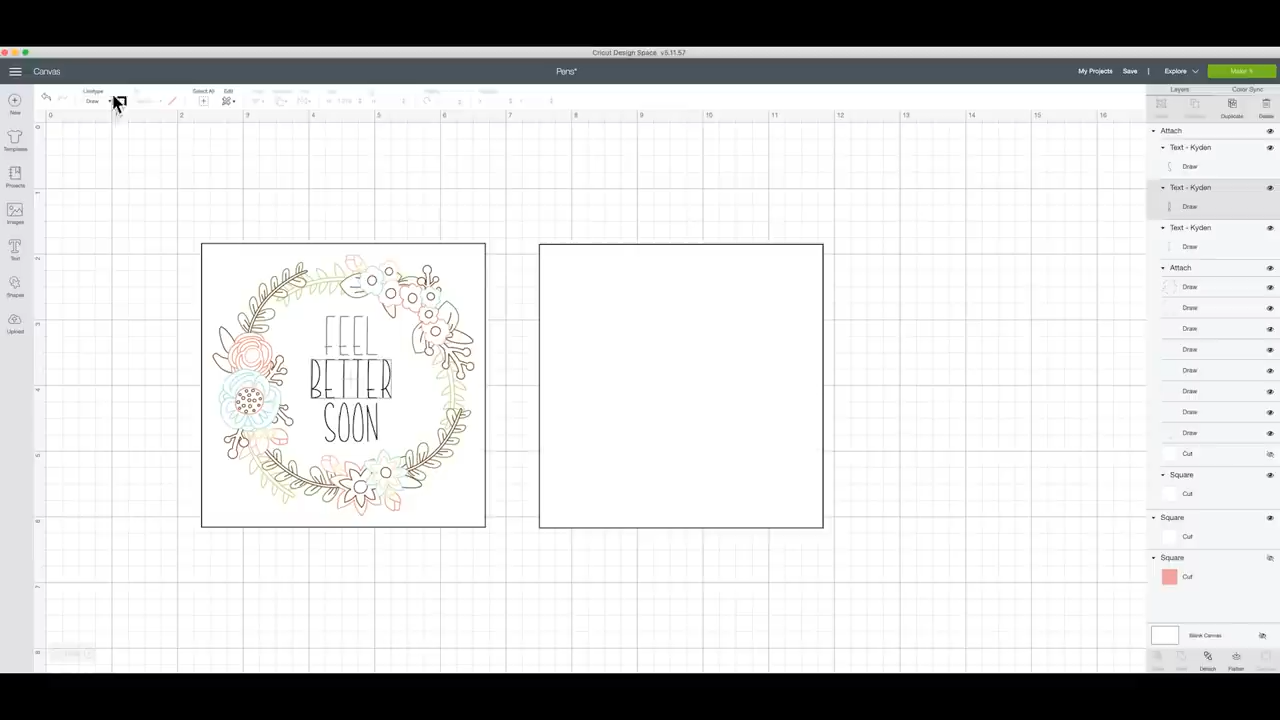 Cricut Design Space v5.11.57
Canvas
Pens*
My Projects
Save
Explore
Make It
Linetype
Draw
Select All
Edit
Layers
Color Sync
Duplicate
Delete
0 2 3 4 5 6 7 8 9 10 11 12 13 14 15 16
New
Templates
Projects
Images
Text
Shapes
Upload
FEEL
BETTER
SOON
Attach
Text - Kyden
Draw
Text - Kyden
Draw
Text - Kyden
Draw
Attach
Draw
Draw
Draw
Draw
Draw
Draw
Draw
Draw
Cut
Square
Cut
Square
Cut
Square
Cut
Blank Canvas
Detach
Flatten